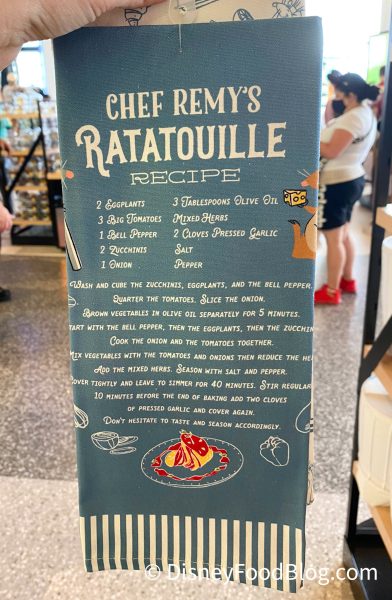 CHEF REMY'S
RATATOUILLE
RECIPE
2 EGGPLANTS
3 BIG TOMATOES
1 BELL PEPPER
2 ZUCCHINIS
1 ONION
3 TABLESPOONS OLIVE OIL
MIXED HERBS
2 CLOVES PRESSED GARLIC
SALT
PEPPER
WASH AND CUBE THE ZUCCHINIS, EGGPLANTS, AND THE BELL PEPPER.
QUARTER THE TOMATOES. SLICE THE ONION.
BROWN VEGETABLES IN OLIVE OIL SEPARATELY FOR 5 MINUTES.
TART WITH THE BELL PEPPER, THEN THE EGGPLANTS, THEN THE ZUCCHIN
COOK THE ONION AND THE TOMATOES TOGETHER.
MIX VEGETABLES WITH THE TOMATOES AND ONIONS THEN REDUCE THE HE
ADD THE MIXED HERBS. SEASON WITH SALT AND PEPPER.
OVER TIGHTLY AND LEAVE TO SIMMER FOR 40 MINUTES. STIR REGULAR
10 MINUTES BEFORE THE END OF BAKING ADD TWO CLOVES
OF PRESSED GARLIC AND COVER AGAIN.
DON'T HESITATE TO TASTE AND SEASON ACCORDINGLY.
© DisneyFoodBlog.com